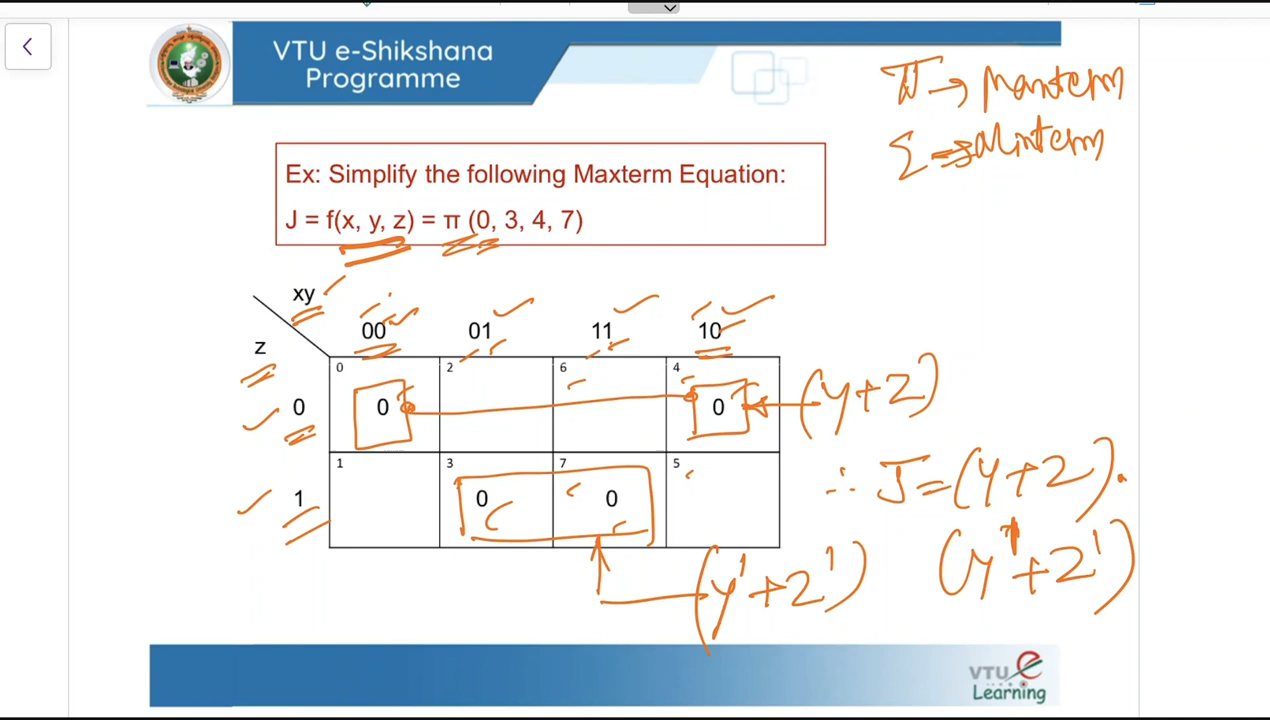 VTU e-Shikshana
Programme
π → Maxterm
Σ ⇒ Minterm
Ex: Simplify the following Maxterm Equation:
J = f(x, y, z) = π (0, 3, 4, 7)
xy
00 01 11 10
z
0 2 6 4
0 0 0 (y+z)
1 3 7 5
∴ J = (y+z).
1 0 0
(y'+z')
(y'+z')
VTU e
Learning